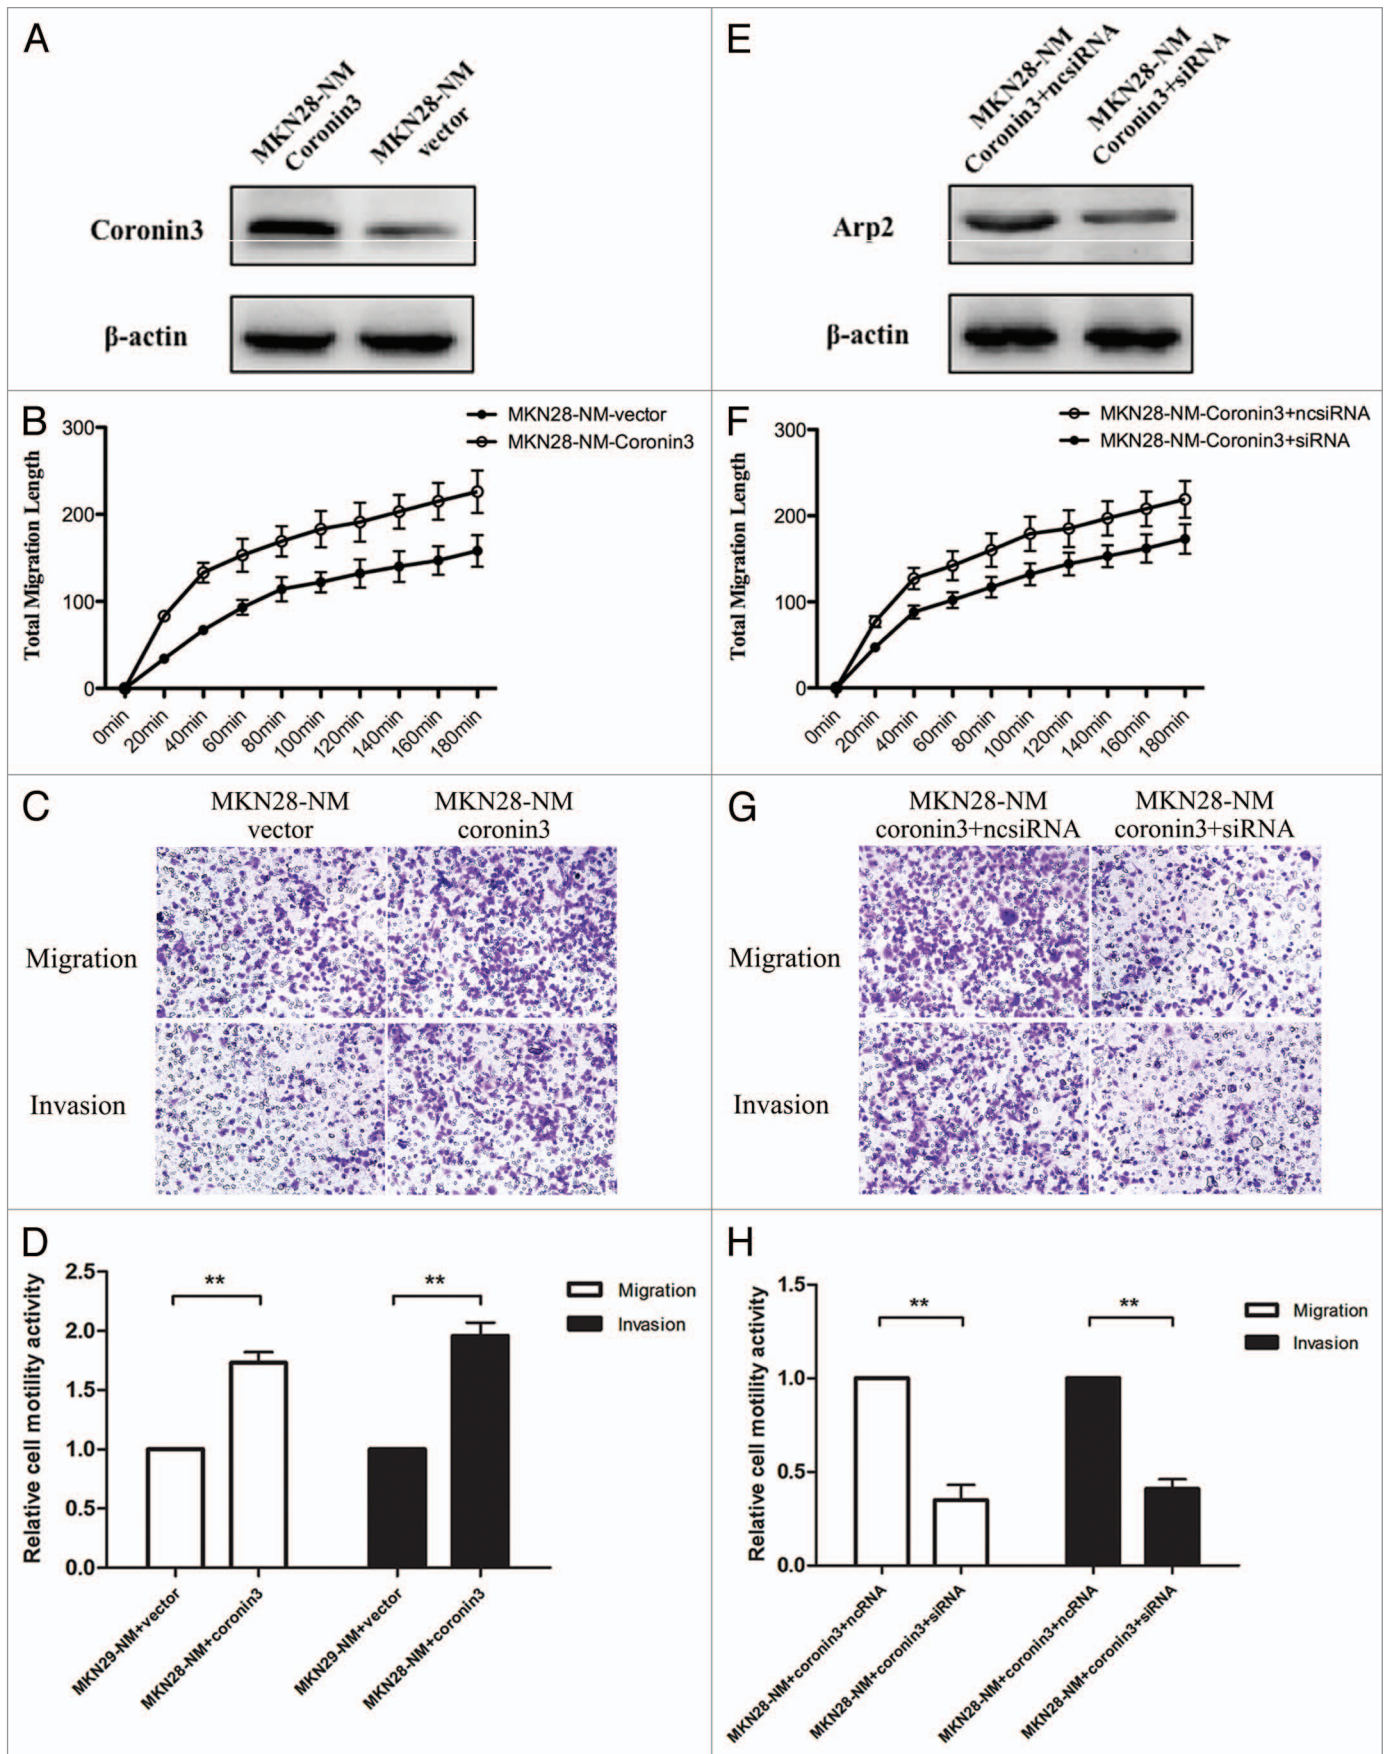 A
MKN28-NM
Coronin3
MKN28-NM
vector
Coronin3
β-actin
E
MKN28-NM
Coronin3+ncsiRNA
MKN28-NM
Coronin3+siRNA
Arp2
β-actin
B
MKN28-NM-vector
MKN28-NM-Coronin3
Total Migration Length
300
200
100
0
0min
20min
40min
60min
80min
100min
120min
140min
160min
180min
F
MKN28-NM-Coronin3+ncsiRNA
MKN28-NM-Coronin3+siRNA
Total Migration Length
300
200
100
0
0min
20min
40min
60min
80min
100min
120min
140min
160min
180min
C
MKN28-NM
vector
MKN28-NM
coronin3
Migration
Invasion
G
MKN28-NM
coronin3+ncsiRNA
MKN28-NM
coronin3+siRNA
Migration
Invasion
D
Relative cell motility activity
2.5
2.0
1.5
1.0
0.5
0.0
**
**
Migration
Invasion
MKN29-NM+vector
MKN28-NM+coronin3
MKN29-NM+vector
MKN28-NM+coronin3
H
Relative cell motility activity
1.5
1.0
0.5
0.0
**
**
Migration
Invasion
MKN28-NM+coronin3+ncRNA
MKN28-NM+coronin3+siRNA
MKN28-NM+coronin3+ncRNA
MKN28-NM+coronin3+siRNA